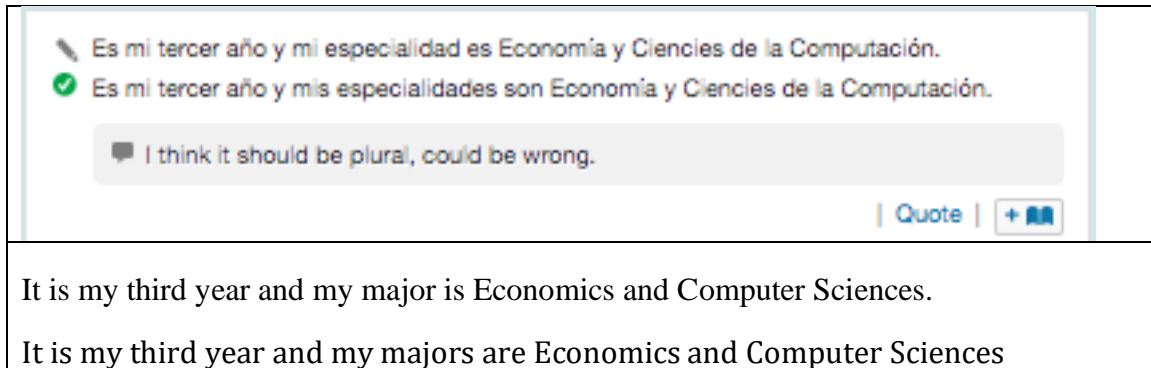 Es mi tercer año y mi especialidad es Economía y Ciencies de la Computación.
Es mi tercer año y mis especialidades son Economía y Ciencies de la Computación.
I think it should be plural, could be wrong.
| Quote | +
It is my third year and my major is Economics and Computer Sciences.
It is my third year and my majors are Economics and Computer Sciences